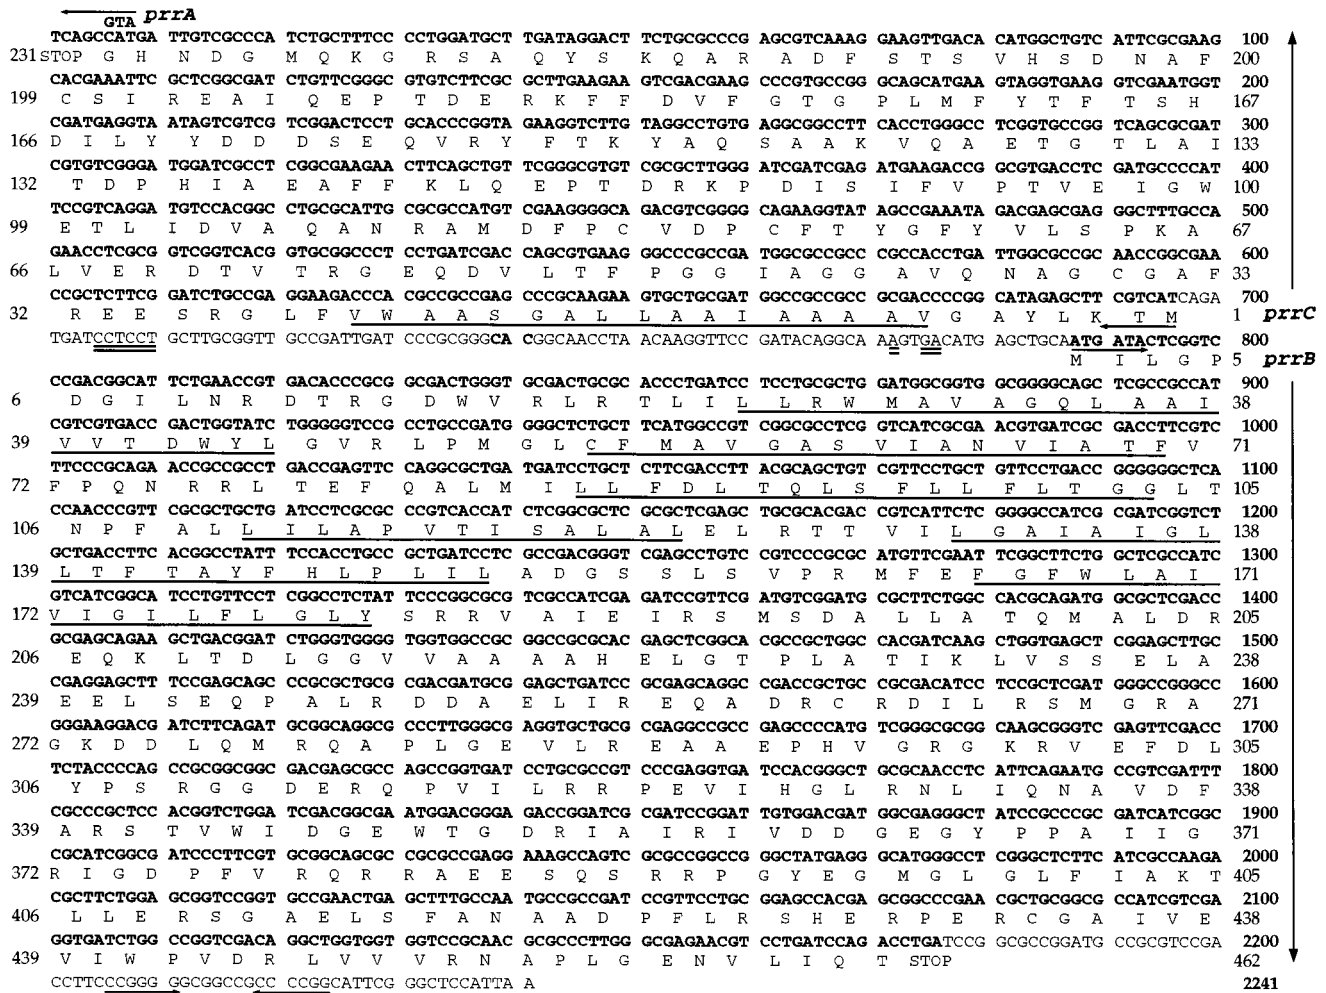 GTA prrA
TCAGCCATGA TTGTCGCCCA TCTGCTTTCC CCTGGATGCT TGATAGGACT TCTGCGCCCG AGCGTCAAAG GAAGTTGACA CATGGCTGTC ATTCGCGAAG 100
231 STOP G H N D G M Q K G R S A Q Y S K Q A R A D F S T S V H S D N A F 200
CACGAAATTC GCTCGGCGAT CTGTTCGGGC GTGTCTTCGC GCTTGAAGAA GTCGACGAAG CCCGTGCCGG GCAGCATGAA GTAGGTGAAG GTCGAATGGT 200
199 C S I R E A I Q E P T D E R K F F D V F G T G P L M F Y T F T S H 167
CGATGAGGTA AATAGTCGTCG TCGGACTCCT GCACCCGGTA GAAGGTCTTG TAGGCCTGTG AGGCGGCCTT CACCTGGGCC TCGGTGCCGG TCAGCGCGAT 300
166 D I L Y Y D D D S E Q V R Y F T K Y A Q S A A K V Q A E T G T L A I 133
CGTGTCGGGA TGGATCGCCT CGGCGAAGAA CTTCAGCTGT TCGGGCGTGT CGCGCTTGGG ATCGATCGAG ATGAAGACCG GCGTGACCTC GATGCCCCAT 400
132 T D P H I A E A F F K L Q E P T D R K P D I S I F V P T V E I G W 100
TCCGTCAGGA TGTCCACGGC CTGCGCATTG CGCGCCATGT CGAAGGGGCA GACGTCGGGG CAGAAGGTAT AGCCGAAATA GACGAGCGAG GGCTTTGCCA 500
99 E T L I D V A Q A N R A M D F P C V D P C F T Y G F Y V L S P K A 67
GAACCTCGCG GTCGGTCACG GTGCGGCCCT CCTGATCGAC CAGCGTGAAG GGCCCGCCGA TGGCGCCGCC CGCCACCTGA TTGGCGCCGC AACCGGCGAA 600
66 L V E R D T V T R G E Q D V L T F P G G I A G G A V Q N A G C G A F 33
CCGCTCTTCG GATCTGCCGA GGAAGACCCA CGCCGCCGAG CCCGCAAGAA GTGCTGCGAT GGCCGCCGCC GCGACCCCGG CATAGAGCTT CGTCATCAGA 700
32 R E E S R G L F V W A A S G A L L A A I A A A A V G A Y L K T M 1 prrC
TGATCCTCCT GCTTGCGGTT GCCGATTGAT CCCGCGGGCA C CGGCAACCTA ACAAGGTTCC GATACAGGCA AAGTGACATG AGCTGCAATG ATACTCGGTC 800
M I L G P 5 prrB
CCGACGGCAT TCTGAACCGT GACACCCGCG GCGACTGGGT GCGACTGCGC ACCCTGATCC TCCTGCGCTG GATGGCGGTG GCGGGGCAGC TCGCCGCCAT 900
6 D G I L N R D T R G D W V R L R T L I L L R W M A V A G Q L A A I 38
CGTCGTGACC GACTGGTATC TGGGGGTCCG CCTGCCGATG GGGCTCTGCT TCATGGCCGT CGGCGCCTCG GTGATCGCGA ACGTGATCGC GACCTTCGTC 1000
39 V V T D W Y L G V R L P M G L C F M A V G A S V I A N V I A T F V 71
TTCCCGCAGA ACCGCCGCCT GACCGAGTTC CAGGCGCTGA TGATCCTGCT CTTCGACCTT ACGCAGCTGT CGTTCCTGCT GTTCCTGACC GGGGGGCTCA 1100
72 F P Q N R R L T E F Q A L M I L L F D L T Q L S F L L F L T G G L T 105
CCAACCCGTT CGCGCTGCTG ATCCTCGCGC CCGTCACCAT CTCGGCGCTC GCGCTCGAGC TGCGCACGAC CGTCATTCTC GGGGCCATCG CGATCGGTCT 1200
106 N P F A L L I L A P V T I S A L A L E L R T T V I L G A I A I G L 138
GCTGACCTTC ACGGCCTATT TCCACCTGCC GCTGATCCTC GCCGACGGGT CGAGCCTGTC CGTCCCGCGC ATGTTCGAAT TCGGCTTCTG GCTCGCCATC 1300
139 L T F T A Y F H L P L I L A D G S S L S V P R M F E F G F W L A I 171
GTCATCGGCA TCCTGTTCCT CGGCCTCTAT TCCCGGCGCG TCGCCATCGA GATCCGTTCG ATGTCGGATG CGCTTCTGGC CACGCAGATG GCGCTCGACC 1400
172 V I G I L F L G L Y S R R V A I E I R S M S D A L L A T Q M A L D R 205
GCGAGCAGAA GCTGACGGAT CTGGGTGGGG TGGTGGCCGC GGCCGCGCAC GAGCTCGGCA CGCCGCTGGC CACGATCAAG CTGGTGAGCT CGGAGCTTGC 1500
206 E Q K L T D L G G V V A A A A H E L G T P L A T I K L V S S E L A 238
CGAGGAGCTT TCCGAGCAGC CCGCGCTGCG CGACGATGCG GAGCTGATCC GCGAGCAGGC CGACCGCTGC CGCGACATCC TCCGCTCGAT GGGCCGGGCC 1600
239 E E L S E Q P A L R D D A E L I R E Q A D R C R D I L R S M G R A 271
GGGAAGGACG ATCTTCAGAT GCGGCAGGCG CCCTTGGGCG AGGTGCTGCG CGAGGCCGCC GAGCCCCATG TCGGGCGCGG CAAGCGGGTC GAGTTCGACC 1700
272 G K D D L Q M R Q A P L G E V L R E A A E P H V G R G K R V E F D L 305
TCTACCCCAG CCGCGGCGGC GACGAGCGCC AGCCGGTGAT CCTGCGCCGT CCCGAGGTGA TCCACGGGCT GCGCAACCTC ATTCAGAATG CCGTCGATTT 1800
306 Y P S R G G D E R Q P V I L R R P E V I H G L R N L I Q N A V D F 338
CGCCCGCTCC ACGGTCTGGA TCGACGGCGA ATGGACGGGA GACCGGATCG CGATCCGGAT TGTGGACGAT GGCGAGGGCT ATCCGCCCGC GATCATCGGC 1900
339 A R S T V W I D G E W T G D R I A I R I V D D G E G Y P P A I I G 371
CGCATCGGCG ATCCCTTCGT GCGGCAGCGC CGCGCCGAGG AAAGCCAGTC GCGCCGGCCG GGCTATGAGG GCATGGGCCT CGGGCTCTTC ATCGCCAAGA 2000
372 R I G D P F V R Q R R A E E S Q S R R P G Y E G M G L G L F I A K T 405
CGCTTCTGGA GCGGTCCGGT GCCGAACTGA GCTTTGCCAA TGCCGCCGAT CCGTTCCTGC GGAGCCACGA GCGGCCCGAA CGCTGCGGCG CCATCGTCGA 2100
406 L L E R S G A E L S F A N A A D P F L R S H E R P E R C G A I V E 438
GGTGATCTGG CCGGTCGACA GGCTGGTGGT GGTCCGCAAC GCGCCCTTGG GCGAGAACGT CCTGATCCAG ACCTGATCCGG GCGCCGGATG CCGCGTCCGA 2200
439 V I W P V D R L V V V R N A P L G E N V L I Q T STOP 462
CCTTCCCGGG GGCGGCCGCC CCCGGCATTCG GGCTCCATTAA A 2241